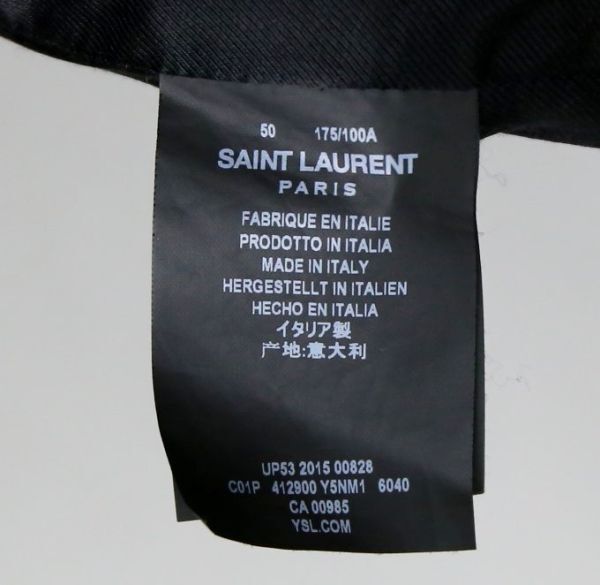 50 175/100A
SAINT LAURENT
PARIS
FABRIQUE EN ITALIE
PRODOTTO IN ITALIA
MADE IN ITALY
HERGESTELLT IN ITALIEN
HECHO EN ITALIA
イタリア製
产地:意大利
UP53 2015 00828
C01P 412900 Y5NM1 6040
CA 00985
YSL.COM